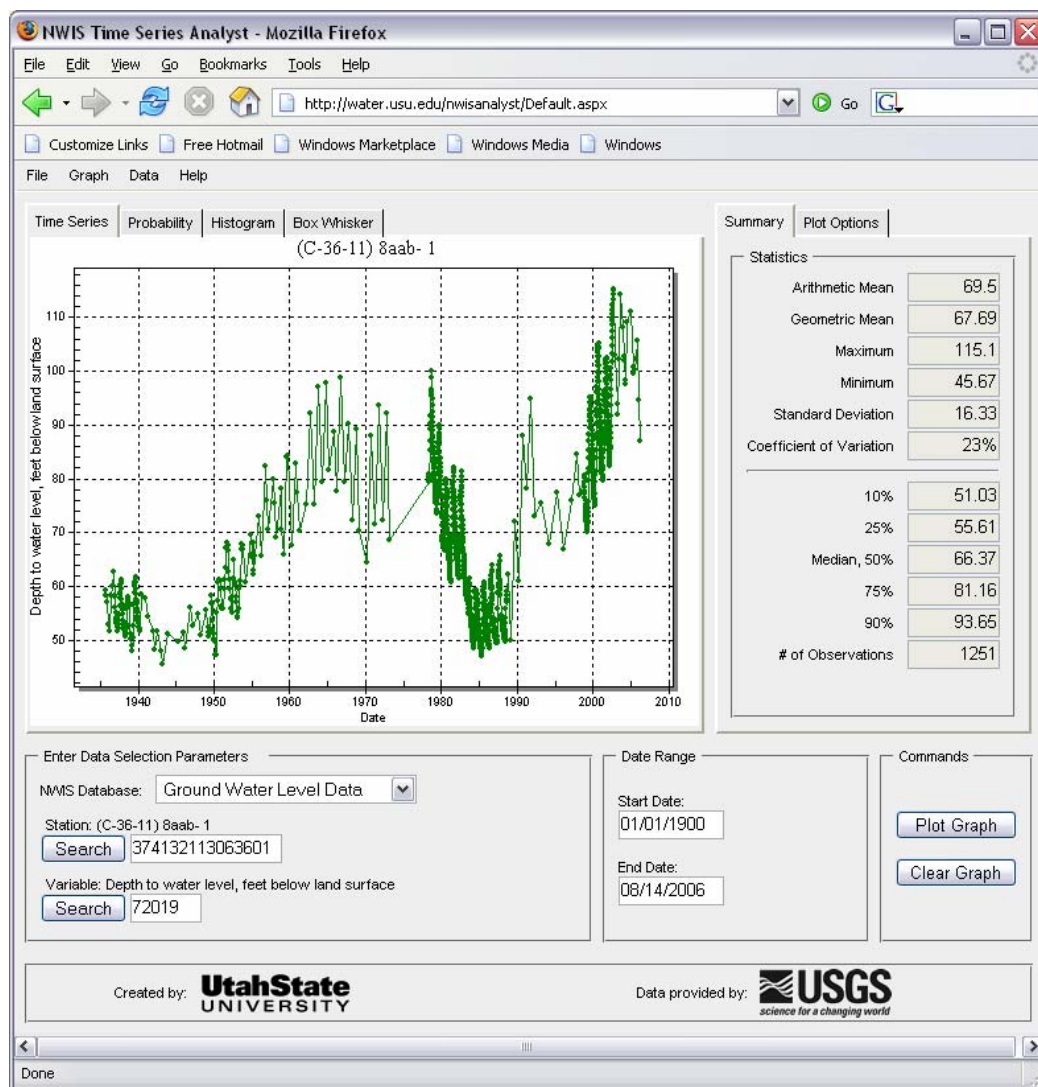 NWIS Time Series Analyst - Mozilla Firefox
File Edit View Go Bookmarks Tools Help
http://water.usu.edu/nwisanalyst/Default.aspx Go G
Customize Links Free Hotmail Windows Marketplace Windows Media Windows
File Graph Data Help
Time Series Probability Histogram Box Whisker
(C-36-11) 8aab- 1
Depth to water level, feet below land surface
110
100
90
80
70
60
50
1940 1950 1960 1970 1980 1990 2000 2010
Date
Summary Plot Options
Statistics
Arithmetic Mean 69.5
Geometric Mean 67.69
Maximum 115.1
Minimum 45.67
Standard Deviation 16.33
Coefficient of Variation 23%
10% 51.03
25% 55.61
Median, 50% 66.37
75% 81.16
90% 93.65
# of Observations 1251
Enter Data Selection Parameters
NWIS Database: Ground Water Level Data
Station: (C-36-11) 8aab- 1
Search 374132113063601
Variable: Depth to water level, feet below land surface
Search 72019
Date Range
Start Date:
01/01/1900
End Date:
08/14/2006
Commands
Plot Graph
Clear Graph
Created by: UtahState
UNIVERSITY
Data provided by: USGS
science for a changing world
Done